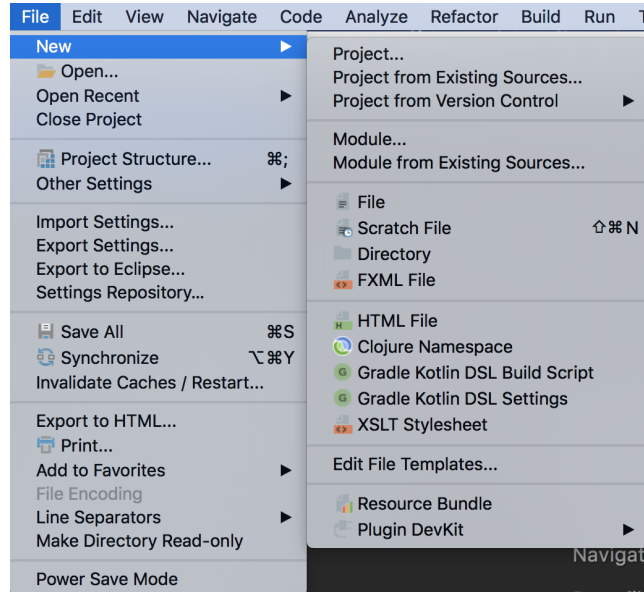 File Edit View Navigate Code Analyze Refactor Build Run
New
Open...
Open Recent
Close Project
Project Structure... ⌘;
Other Settings
Import Settings...
Export Settings...
Export to Eclipse...
Settings Repository...
Save All ⌘S
Synchronize ⌥⌘Y
Invalidate Caches / Restart...
Export to HTML...
Print...
Add to Favorites
File Encoding
Line Separators
Make Directory Read-only
Power Save Mode
Project...
Project from Existing Sources...
Project from Version Control
Module...
Module from Existing Sources...
File
Scratch File ⇧⌘N
Directory
FXML File
HTML File
Clojure Namespace
Gradle Kotlin DSL Build Script
Gradle Kotlin DSL Settings
XSLT Stylesheet
Edit File Templates...
Resource Bundle
Plugin DevKit
Navigat